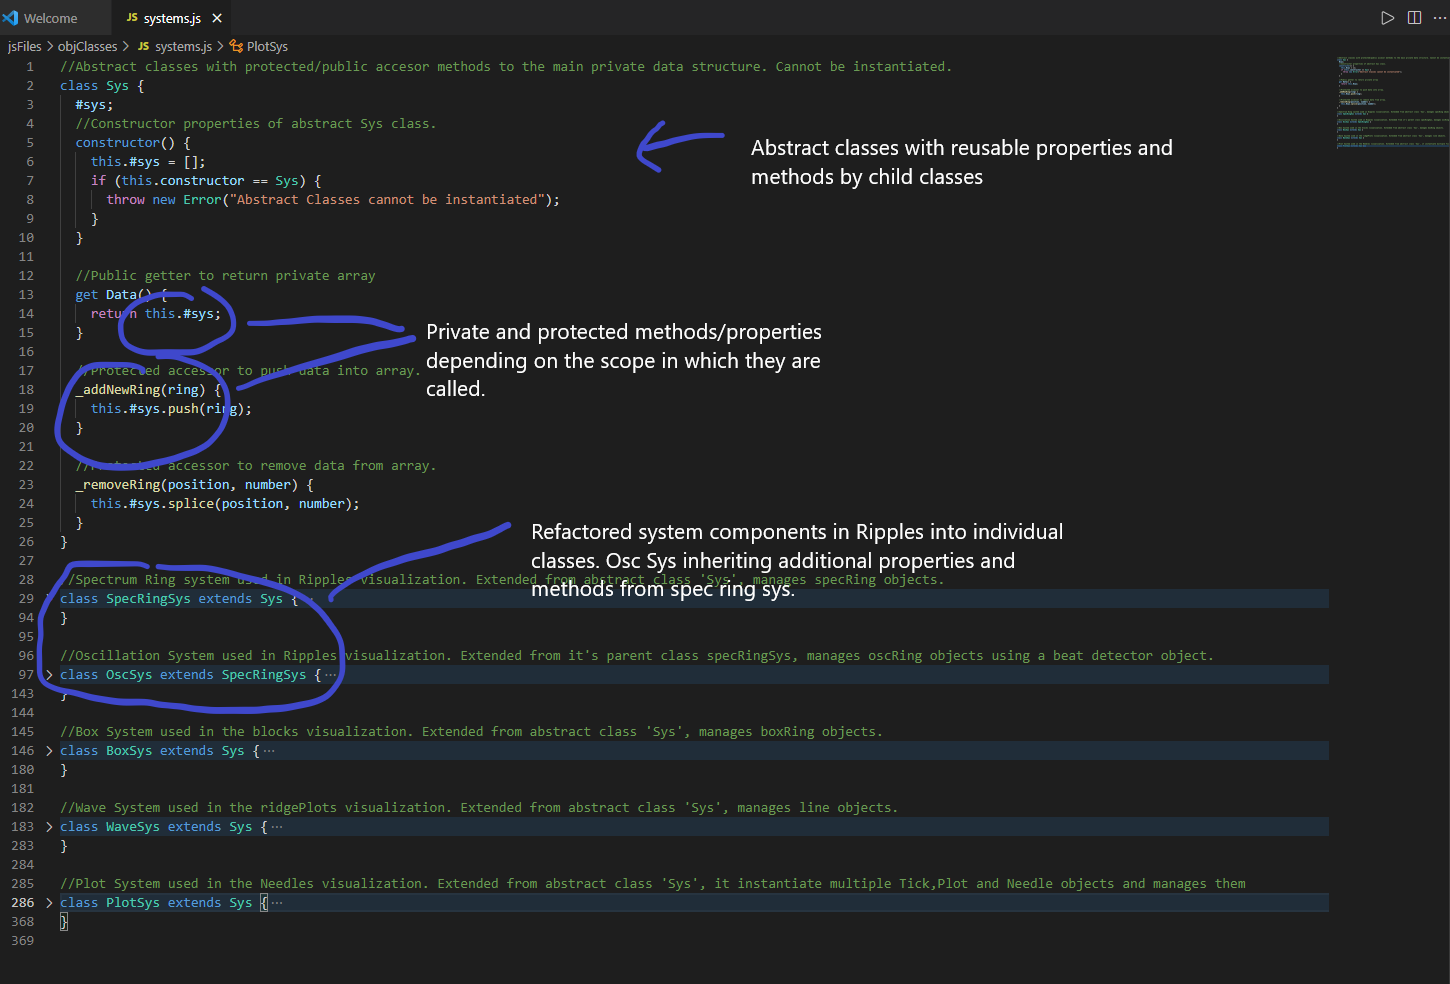 Welcome
JS systems.js ×
jsFiles > objClasses > JS systems.js > PlotSys
1 //Abstract classes with protected/public accesor methods to the main private data structure. Cannot be instantiated.
2 class Sys {
3 #sys;
4 //Constructor properties of abstract Sys class.
5 constructor() {
6 this.#sys = [];
7 if (this.constructor == Sys) {
8 throw new Error("Abstract Classes cannot be instantiated");
9 }
10 }
11
12 //Public getter to return private array
13 get Data() {
14 return this.#sys;
15 }
16
17 //Protected accessor to push data into array.
18 _addNewRing(ring) {
19 this.#sys.push(ring);
20 }
21
22 //Protected accessor to remove data from array.
23 _removeRing(position, number) {
24 this.#sys.splice(position, number);
25 }
26 }
27
28 //Spectrum Ring system used in Ripples visualization. Extended from abstract class 'Sys', manages specRing objects.
29 class SpecRingSys extends Sys { ···
94 }
95
96 //Oscillation System used in Ripples visualization. Extended from it's parent class specRingSys, manages oscRing objects using a beat detector object.
97 > class OscSys extends SpecRingSys { ···
143 }
144
145 //Box System used in the blocks visualization. Extended from abstract class 'Sys', manages boxRing objects.
146 > class BoxSys extends Sys { ···
180 }
181
182 //Wave System used in the ridgePlots visualization. Extended from abstract class 'Sys', manages line objects.
183 > class WaveSys extends Sys { ···
283 }
284
285 //Plot System used in the Needles visualization. Extended from abstract class 'Sys', it instantiate multiple Tick,Plot and Needle objects and manages them
286 > class PlotSys extends Sys { ···
368 }
369
Abstract classes with reusable properties and
methods by child classes
Private and protected methods/properties
depending on the scope in which they are
called.
Refactored system components in Ripples into individual
classes. Osc Sys inheriting additional properties and
methods from spec ring sys.